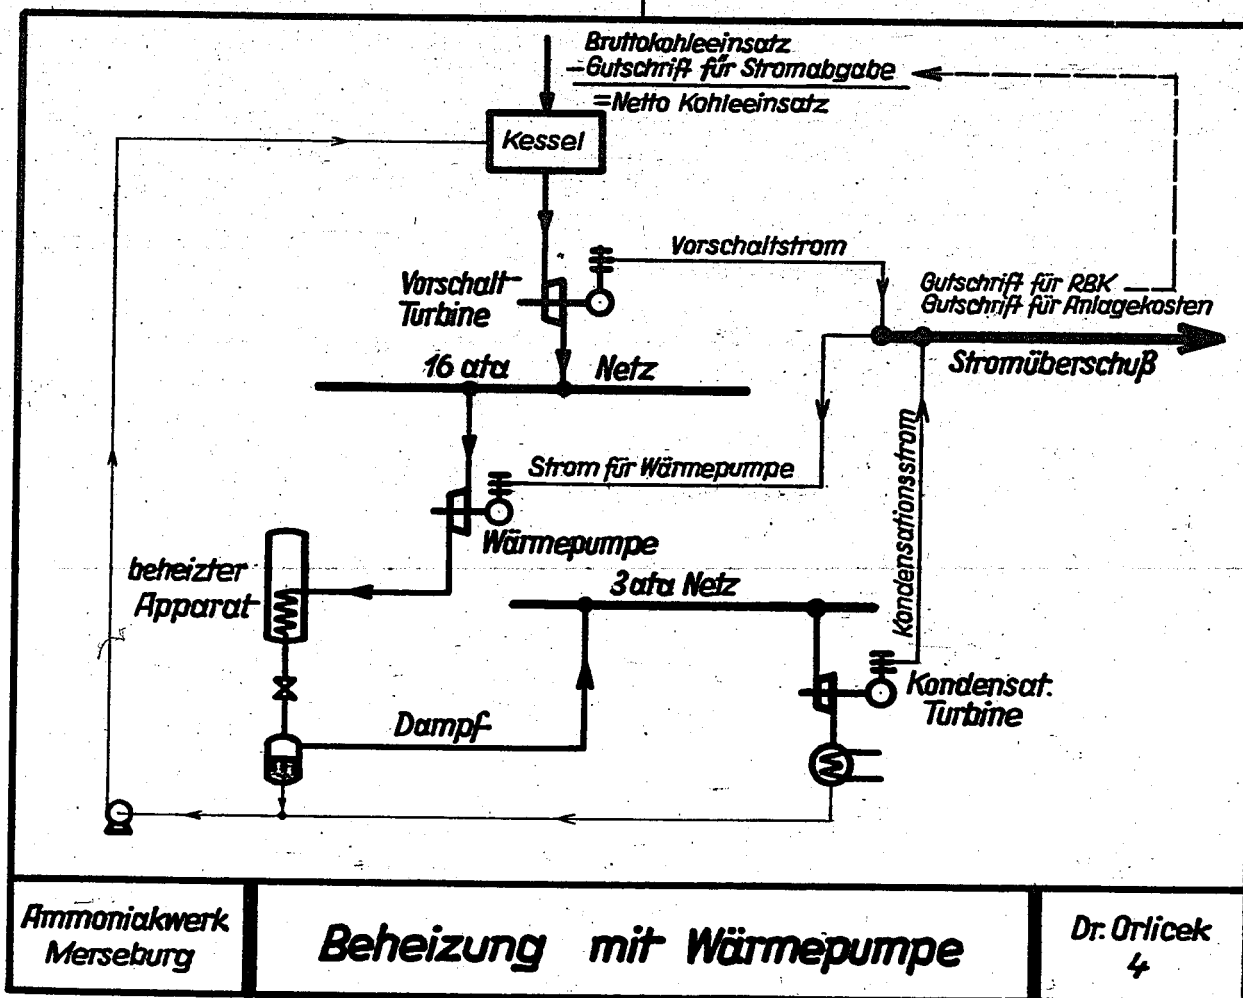 Bruttokohleeinsatz
-Gutschrift für Stromabgabe
=Netto Kohleeinsatz
Kessel
Vorschaltstrom
Vorschalt-
Turbine
Gutschrift für RBK
Gutschrift für Anlagekosten
Stromüberschuß
16 ata Netz
Strom für Wärmepumpe
Kondensationsstrom
Wärmepumpe
beheizter
Apparat
3 ata Netz
Kondensat.
Turbine
Dampf
Ammoniakwerk
Merseburg
Beheizung mit Wärmepumpe
Dr. Orlicek
4